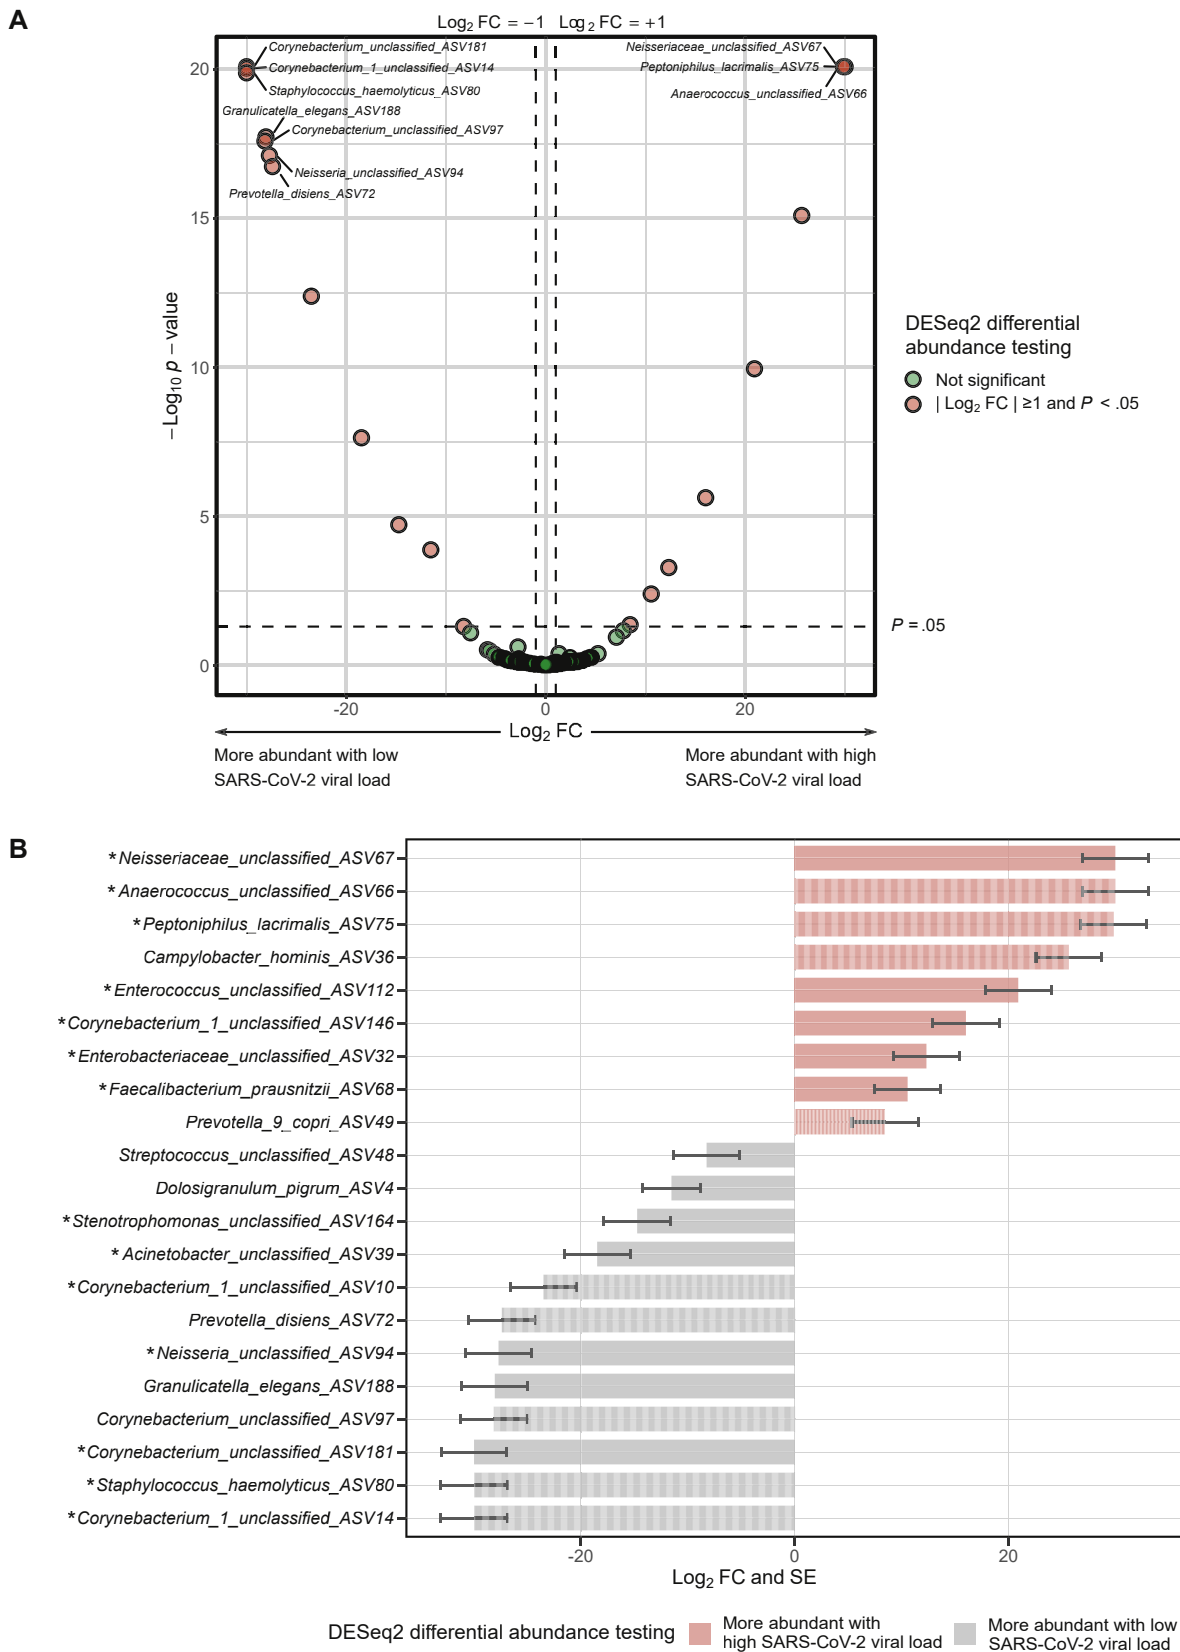 A
Log2 FC = −1 Log2 FC = +1
Corynebacterium_unclassified_ASV181
Corynebacterium_1_unclassified_ASV14
Staphylococcus_haemolyticus_ASV80
Granulicatella_elegans_ASV188
Corynebacterium_unclassified_ASV97
Neisseria_unclassified_ASV94
Prevotella_disiens_ASV72
Neisseriaceae_unclassified_ASV67
Peptoniphilus_lacrimalis_ASV75
Anaerococcus_unclassified_ASV66
20
15
10
5
0
−Log10 p − value
P = .05
-20 0 20
Log2 FC
More abundant with low
SARS-CoV-2 viral load
More abundant with high
SARS-CoV-2 viral load
DESeq2 differential
abundance testing
Not significant
| Log2 FC | ≥1 and P < .05
B
*Neisseriaceae_unclassified_ASV67
*Anaerococcus_unclassified_ASV66
*Peptoniphilus_lacrimalis_ASV75
Campylobacter_hominis_ASV36
*Enterococcus_unclassified_ASV112
*Corynebacterium_1_unclassified_ASV146
*Enterobacteriaceae_unclassified_ASV32
*Faecalibacterium_prausnitzii_ASV68
Prevotella_9_copri_ASV49
Streptococcus_unclassified_ASV48
Dolosigranulum_pigrum_ASV4
*Stenotrophomonas_unclassified_ASV164
*Acinetobacter_unclassified_ASV39
*Corynebacterium_1_unclassified_ASV10
Prevotella_disiens_ASV72
*Neisseria_unclassified_ASV94
Granulicatella_elegans_ASV188
Corynebacterium_unclassified_ASV97
*Corynebacterium_unclassified_ASV181
*Staphylococcus_haemolyticus_ASV80
*Corynebacterium_1_unclassified_ASV14
-20 0 20
Log2 FC and SE
DESeq2 differential abundance testing
More abundant with
high SARS-CoV-2 viral load
More abundant with low
SARS-CoV-2 viral load